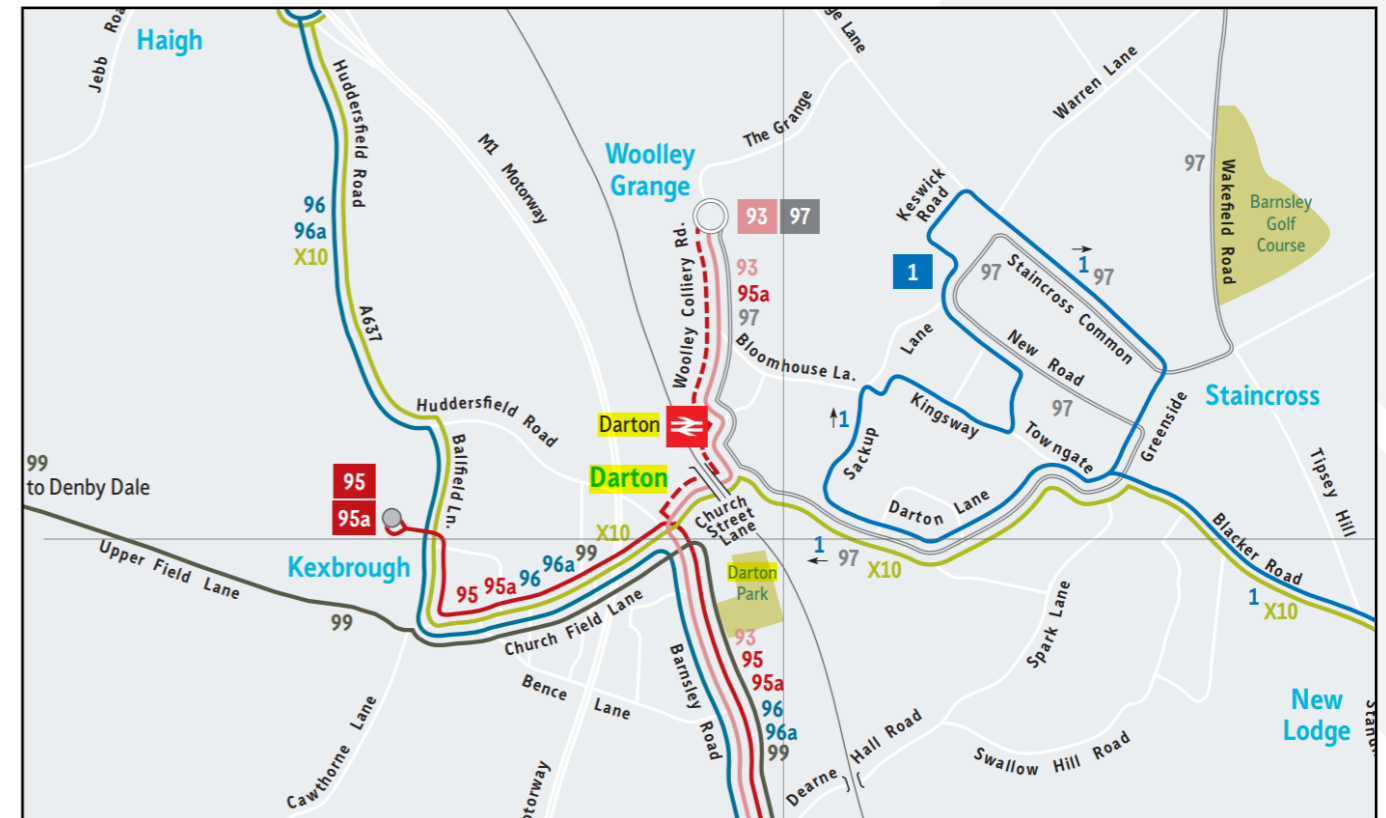 Haigh
Jebb Roa
Huddersfield Road
M1 Motorway
ge Lane
Warren Lane
The Grange
Woolley
Grange
93 97
Keswick
Road
97
Wakefield Road
Barnsley
Golf
Course
96
96a
X10
A637
Woolley Colliery Rd.
93
95a
97
1
97
1
97
Staincross Common
Lane
New Road
97
Bloomhouse La.
Kingsway
1
Sackup
Towngate
Greenside
Staincross
Huddersfield Road
Ballfield Ln.
Darton
Darton
99
to Denby Dale
95
95a
Tipsey Hill
Darton Lane
Church
Street
Lane
X10
Kexbrough
Upper Field Lane
99
95 95a 96 96a 99
Church Field Lane
1
97
X10
Darton
Park
Blacker Road
1
X10
Spark Lane
93
95
95a
96
96a
99
Barnsley Road
Bence Lane
Cawthorne Lane
otorway
Dearne Hall Road
Swallow Hill Road
New
Lodge